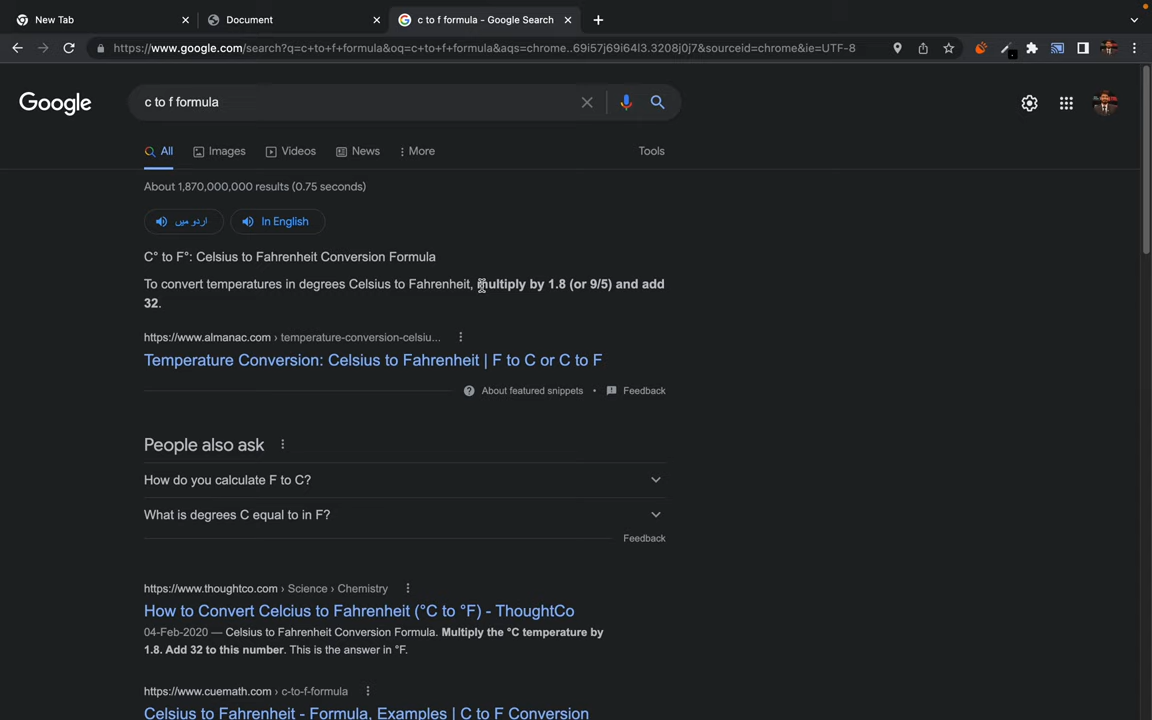 New Tab
Document
c to f formula - Google Search
https://www.google.com/search?q=c+to+f+formula&oq=c+to+f+formula&aqs=chrome..69i57j69i64l3.3208j0j7&sourceid=chrome&ie=UTF-8
Google
c to f formula
All
Images
Videos
News
More
Tools
About 1,870,000,000 results (0.75 seconds)
اردو میں
In English
C° to F°: Celsius to Fahrenheit Conversion Formula
To convert temperatures in degrees Celsius to Fahrenheit, multiply by 1.8 (or 9/5) and add
32.
https://www.almanac.com › temperature-conversion-celsiu...
Temperature Conversion: Celsius to Fahrenheit | F to C or C to F
About featured snippets • Feedback
People also ask
How do you calculate F to C?
What is degrees C equal to in F?
Feedback
https://www.thoughtco.com › Science › Chemistry
How to Convert Celcius to Fahrenheit (°C to °F) - ThoughtCo
04-Feb-2020 — Celsius to Fahrenheit Conversion Formula. Multiply the °C temperature by
1.8. Add 32 to this number. This is the answer in °F.
https://www.cuemath.com › c-to-f-formula
Celsius to Fahrenheit - Formula, Examples | C to F Conversion